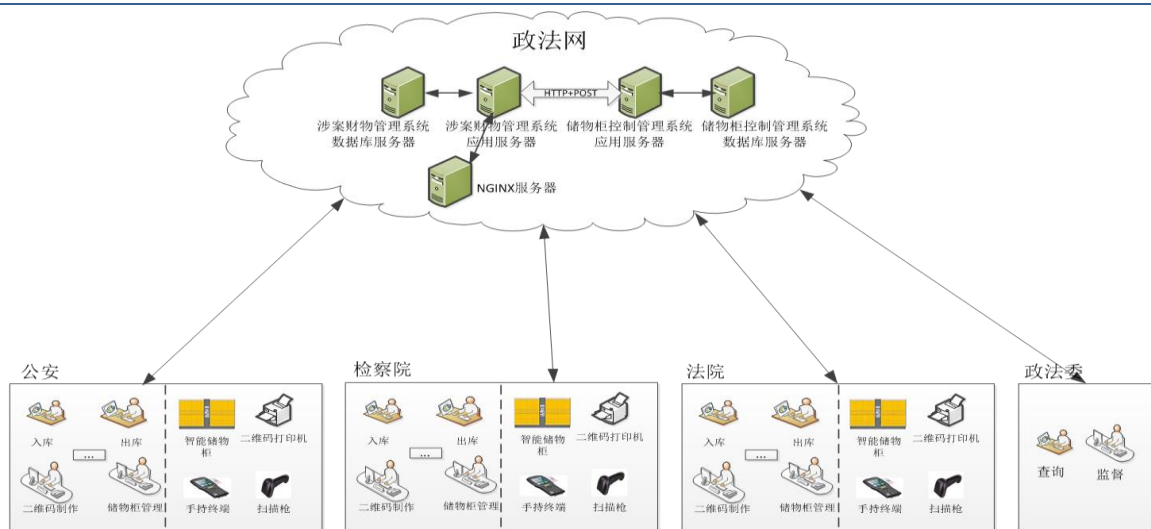 政法网
HTTP+POST
涉案财物管理系统
数据库服务器
涉案财物管理系统
应用服务器
储物柜控制管理系统
应用服务器
储物柜控制管理系统
数据库服务器
NGINX服务器
公安
入库
出库
...
二维码制作
储物柜管理
智能储物
柜
二维码打印机
手持终端
扫描枪
检察院
入库
出库
...
二维码制作
储物柜管理
智能储物
柜
二维码打印机
手持终端
扫描枪
法院
入库
出库
...
二维码制作
储物柜管理
智能储物
柜
二维码打印机
手持终端
扫描枪
政法委
查询
监督